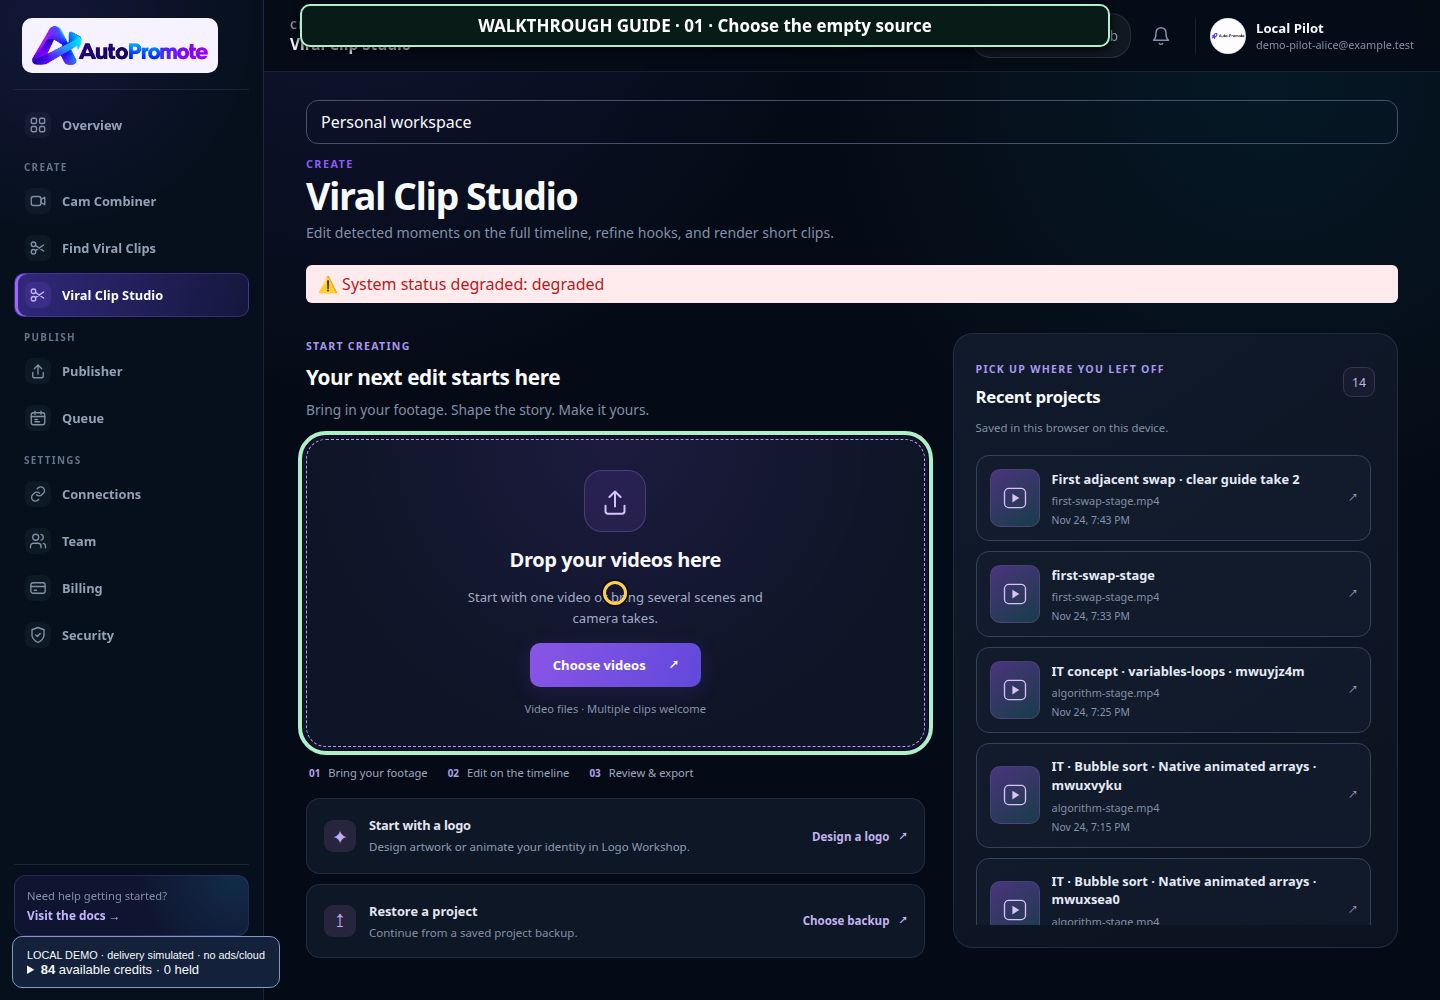 AutoPromote
WALKTHROUGH GUIDE · 01 · Choose the empty source
Viral Clip Studio
Local Pilot
demo-pilot-alice@example.test
Overview
CREATE
Cam Combiner
Find Viral Clips
Viral Clip Studio
PUBLISH
Publisher
Queue
SETTINGS
Connections
Team
Billing
Security
Need help getting started?
Visit the docs →
LOCAL DEMO · delivery simulated · no ads/cloud
▶ 84 available credits · 0 held
Personal workspace
CREATE
Viral Clip Studio
Edit detected moments on the full timeline, refine hooks, and render short clips.
⚠️ System status degraded: degraded
START CREATING
Your next edit starts here
Bring in your footage. Shape the story. Make it yours.
Drop your videos here
Start with one video or bring several scenes and
camera takes.
Choose videos ↗
Video files · Multiple clips welcome
01 Bring your footage 02 Edit on the timeline 03 Review & export
Start with a logo
Design artwork or animate your identity in Logo Workshop.
Design a logo ↗
Restore a project
Continue from a saved project backup.
Choose backup ↗
PICK UP WHERE YOU LEFT OFF
14
Recent projects
Saved in this browser on this device.
First adjacent swap · clear guide take 2
first-swap-stage.mp4
Nov 24, 7:43 PM
first-swap-stage
first-swap-stage.mp4
Nov 24, 7:33 PM
IT concept · variables-loops · mwuyjz4m
algorithm-stage.mp4
Nov 24, 7:25 PM
IT · Bubble sort · Native animated arrays ·
mwuxvyku
algorithm-stage.mp4
Nov 24, 7:15 PM
IT · Bubble sort · Native animated arrays ·
mwuxsea0
algorithm-stage.mp4